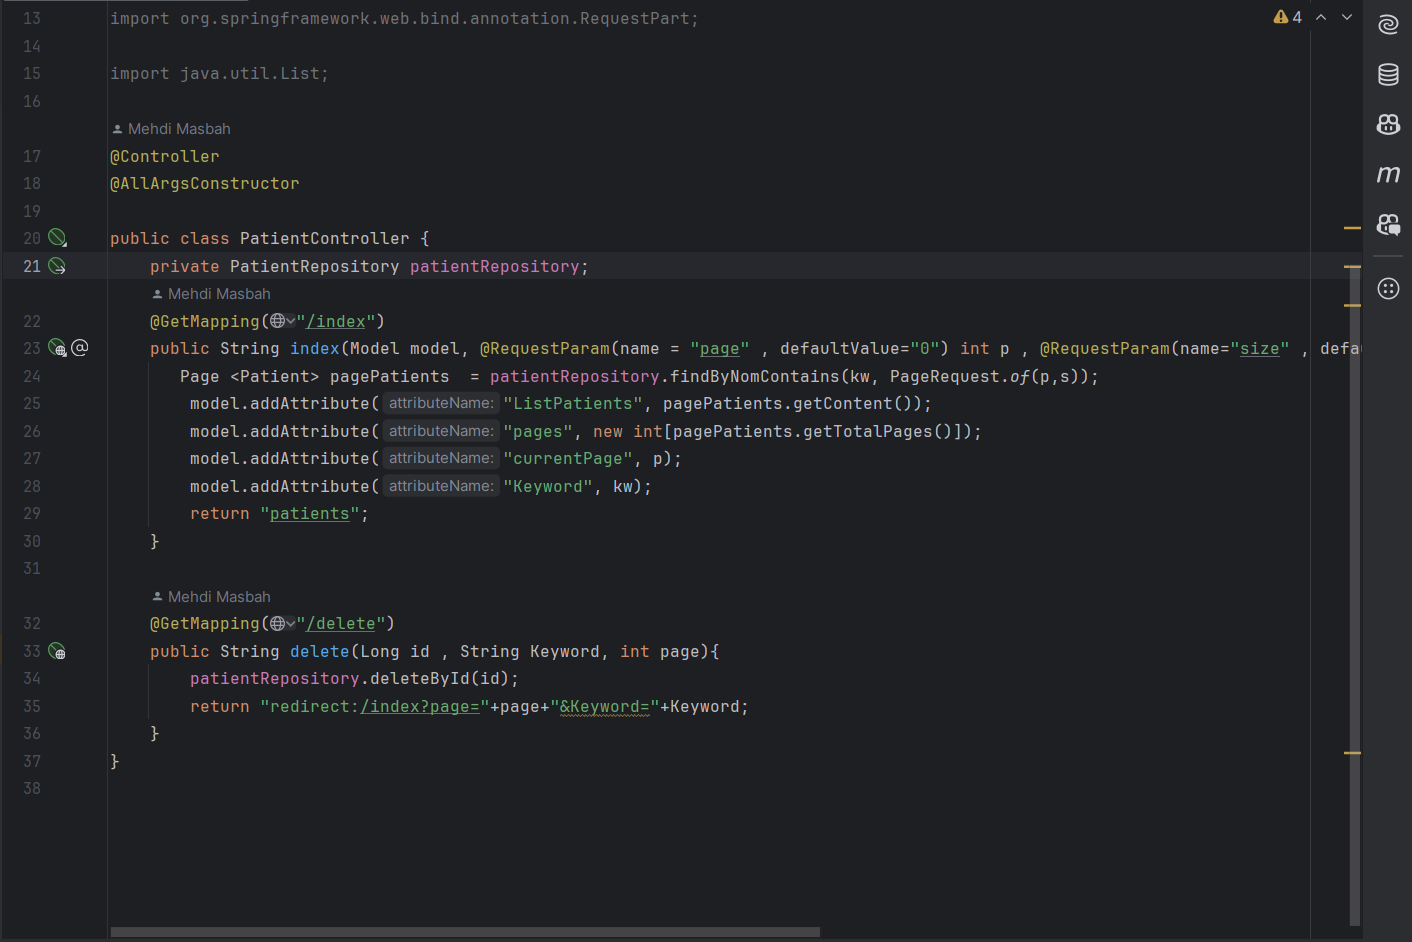 13 import org.springframework.web.bind.annotation.RequestPart;
4
14
15 import java.util.List;
16
Mehdi Masbah
17 @Controller
18 @AllArgsConstructor
19
20 public class PatientController {
21 private PatientRepository patientRepository;
Mehdi Masbah
22 @GetMapping("/index")
23 public String index(Model model, @RequestParam(name = "page" , defaultValue="0") int p , @RequestParam(name="size" , defa
24 Page <Patient> pagePatients  = patientRepository.findByNomContains(kw, PageRequest.of(p,s));
25 model.addAttribute( attributeName: "ListPatients", pagePatients.getContent());
26 model.addAttribute( attributeName: "pages", new int[pagePatients.getTotalPages()]);
27 model.addAttribute( attributeName: "currentPage", p);
28 model.addAttribute( attributeName: "Keyword", kw);
29 return "patients";
30 }
31
Mehdi Masbah
32 @GetMapping("/delete")
33 public String delete(Long id , String Keyword, int page){
34 patientRepository.deleteById(id);
35 return "redirect:/index?page="+page+"&Keyword="+Keyword;
36 }
37 }
38